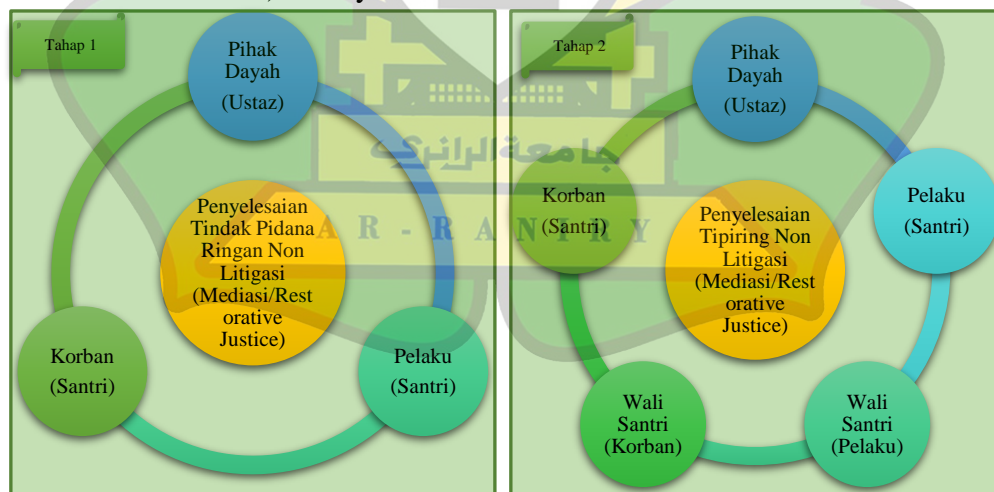 Tahap 1
Pihak
Dayah
(Ustaz)
Penyelesaian
Tindak Pidana
Ringan Non
Litigasi
(Mediasi/Rest
orative
Justice)
Korban
(Santri)
Pelaku
(Santri)
Tahap 2
Pihak
Dayah
(Ustaz)
Korban
(Santri)
Pelaku
(Santri)
Penyelesaian
Tipiring Non
Litigasi
(Mediasi/Rest
orative
Justice)
Wali
Santri
(Korban)
Wali
Santri
(Pelaku)
جامعة الرانري
AR-RANIRY